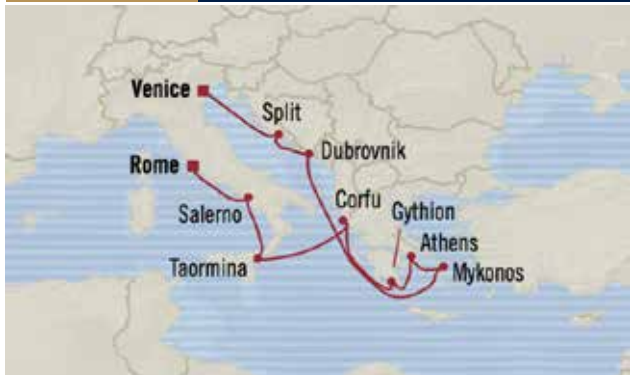 Venice
Split
Dubrovnik
Rome
Salerno
Corfu
Gythion
Athens
Taormina
Mykonos